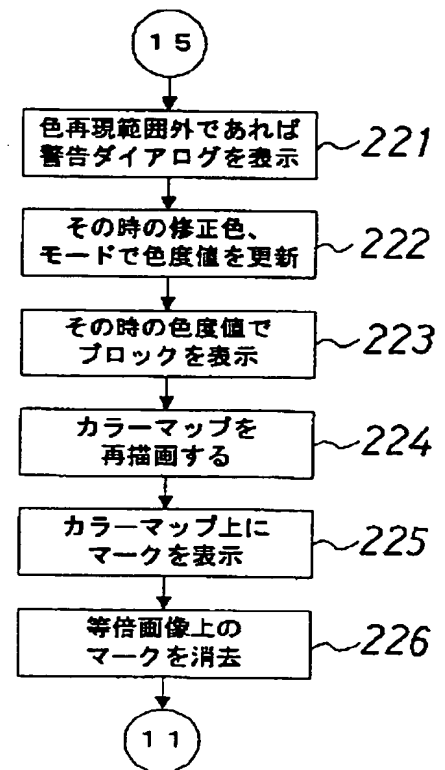 15
色再現範囲外であれば
警告ダイアログを表示
221
その時の修正色、
モードで色度値を更新
222
その時の色度値で
ブロックを表示
223
カラーマップを
再描画する
224
カラーマップ上に
マークを表示
225
等倍画像上の
マークを消去
226
11